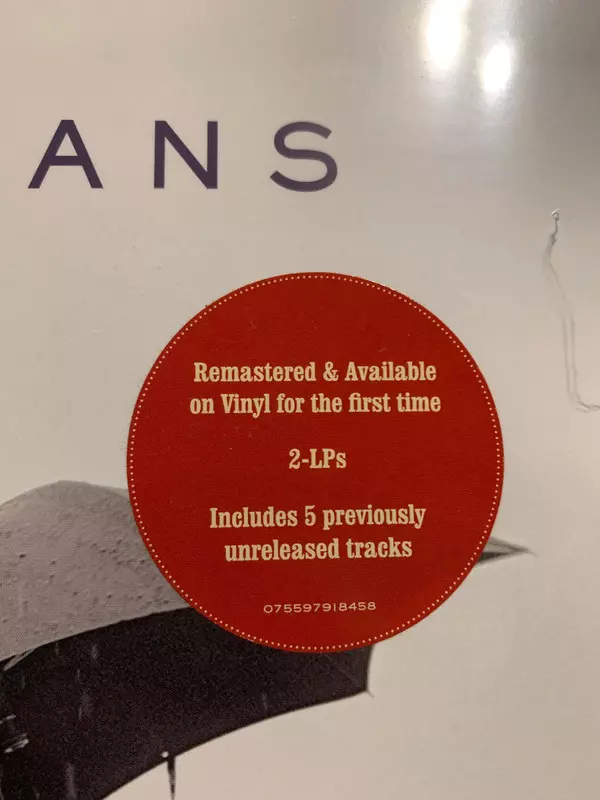 ANS
Remastered & Available
on Vinyl for the first time
2-LPs
Includes 5 previously
unreleased tracks
075597918458